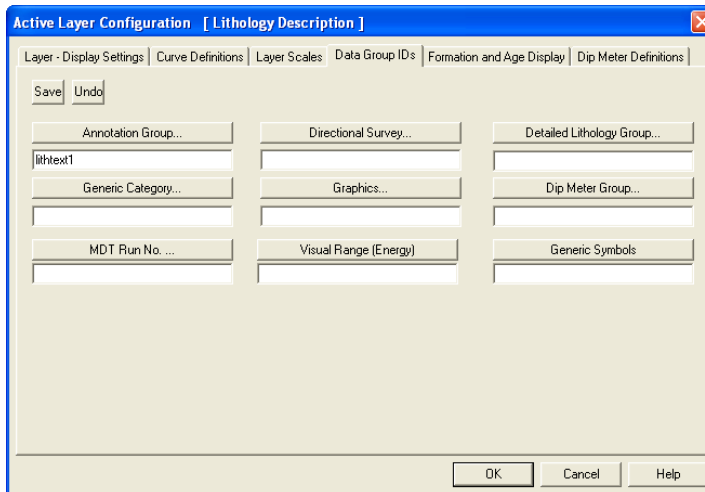 Active Layer Configuration [ Lithology Description ]
Layer - Display Settings Curve Definitions Layer Scales Data Group IDs Formation and Age Display Dip Meter Definitions
Save Undo
Annotation Group... Directional Survey... Detailed Lithology Group...
lithtext1
Generic Category... Graphics... Dip Meter Group...
MDT Run No. ... Visual Range (Energy) Generic Symbols
OK Cancel Help